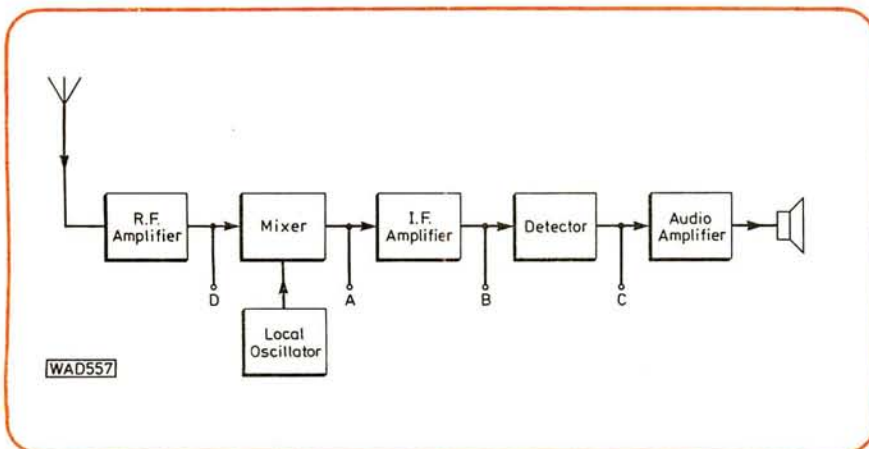 R.F.
Amplifier
Mixer
I.F.
Amplifier
Detector
Audio
Amplifier
D
A
B
C
Local
Oscillator
WAD557